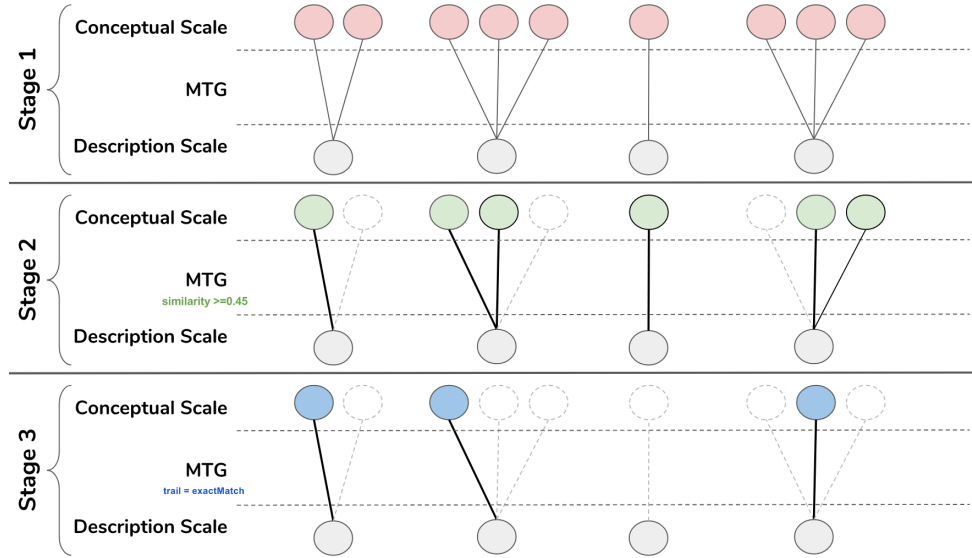 Stage 1
Conceptual Scale
MTG
Description Scale
Stage 2
Conceptual Scale
MTG
similarity >=0.45
Description Scale
Stage 3
Conceptual Scale
MTG
trail = exactMatch
Description Scale